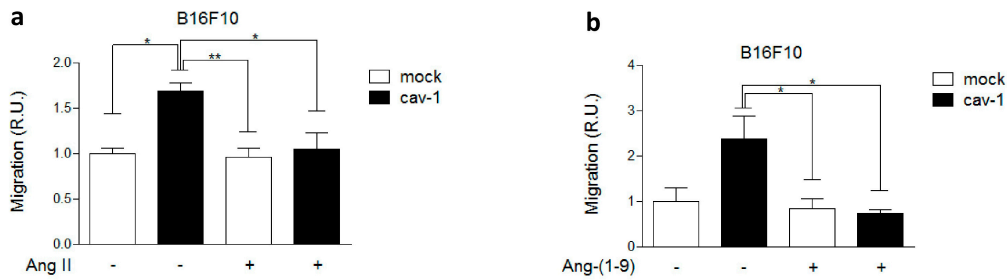 a
B16F10
* * **
mock
cav-1
Migration (R.U.)
2.0
1.5
1.0
0.5
0.0
Ang II - - + +
b
B16F10
* *
mock
cav-1
Migration (R.U.)
4
3
2
1
0
Ang-(1-9) - - + +